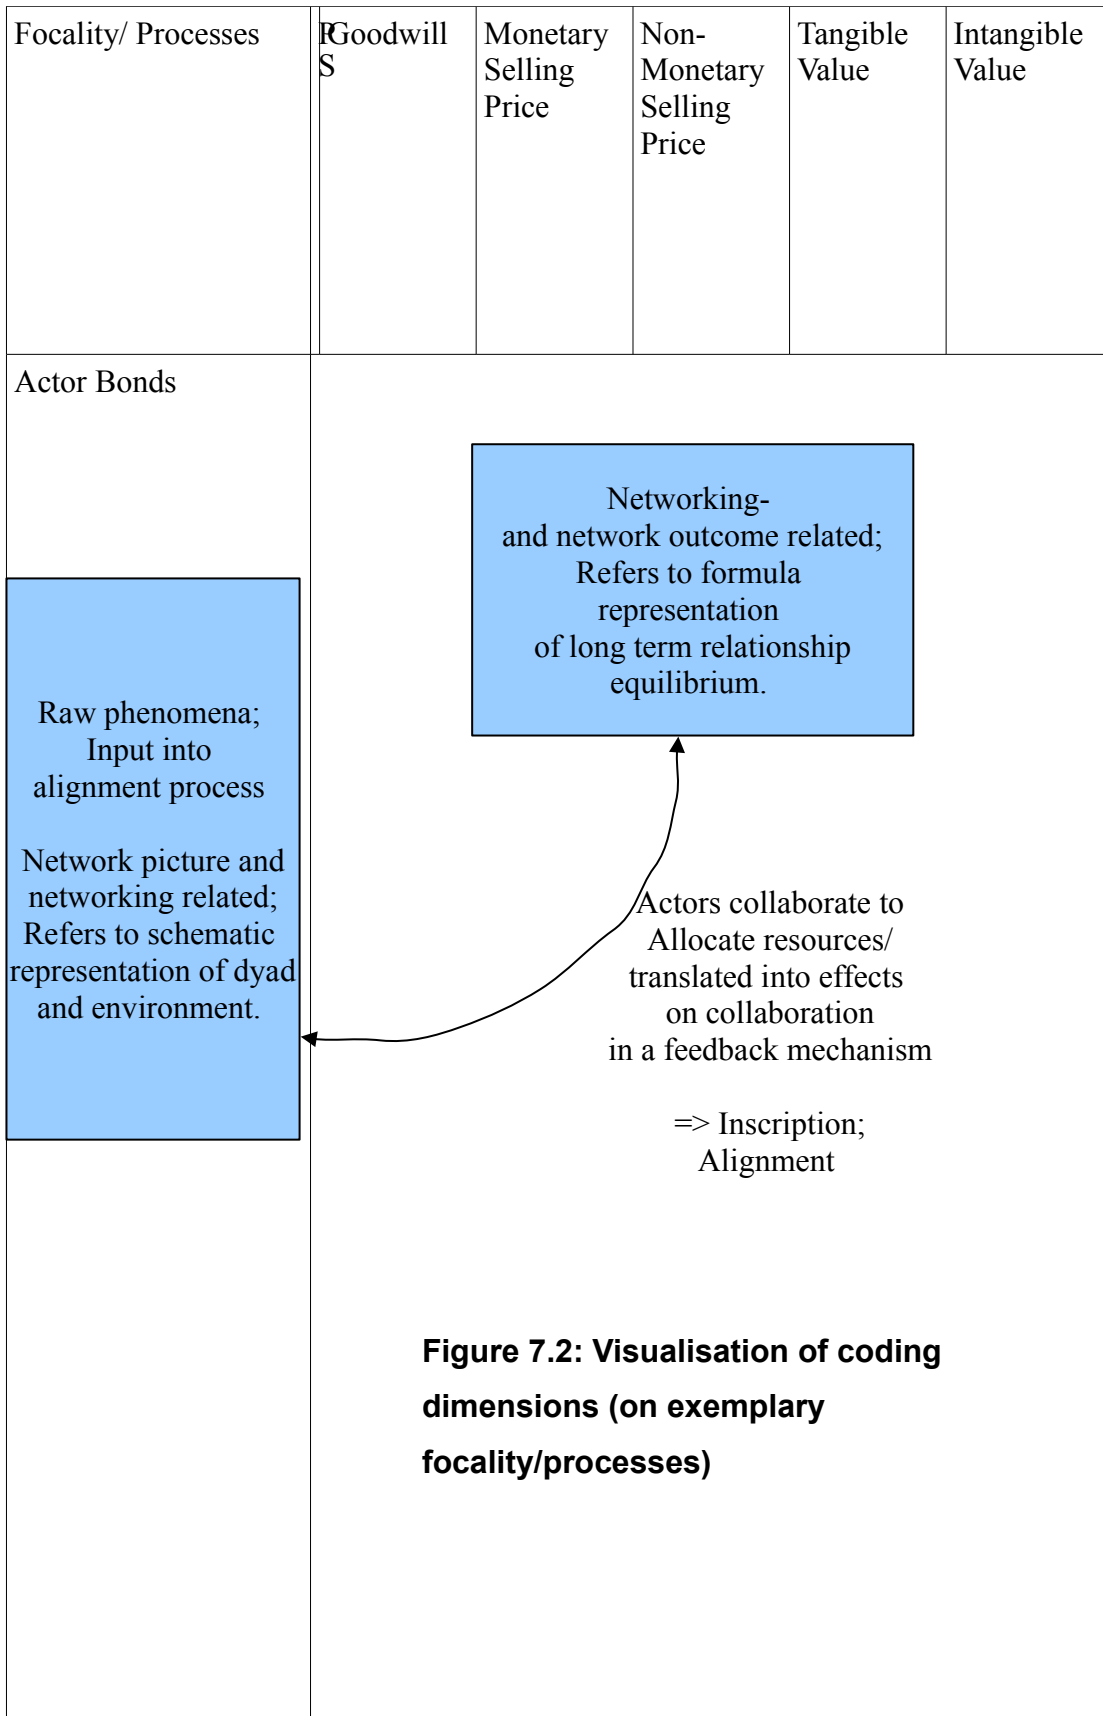 Focality/ Processes
P
S
Goodwill
Monetary
Selling
Price
Non-
Monetary
Selling
Price
Tangible
Value
Intangible
Value
Actor Bonds
Networking-
and network outcome related;
Refers to formula
representation
of long term relationship
equilibrium.
Raw phenomena;
Input into
alignment process
Network picture and
networking related;
Refers to schematic
representation of dyad
and environment.
Actors collaborate to
Allocate resources/
translated into effects
on collaboration
in a feedback mechanism
=> Inscription;
Alignment
Figure 7.2: Visualisation of coding
dimensions (on exemplary
focality/processes)